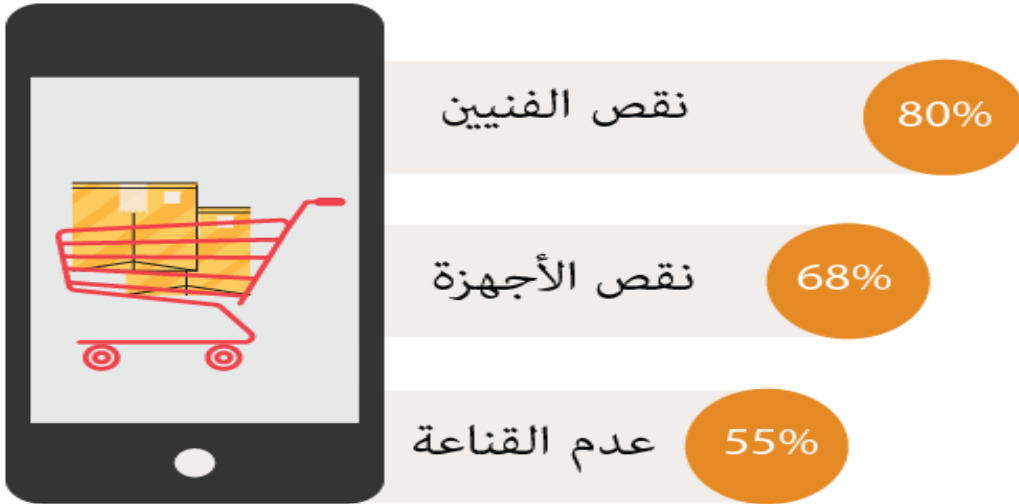 نقص الفنيين 80%
نقص الأجهزة 68%
عدم القناعة 55%